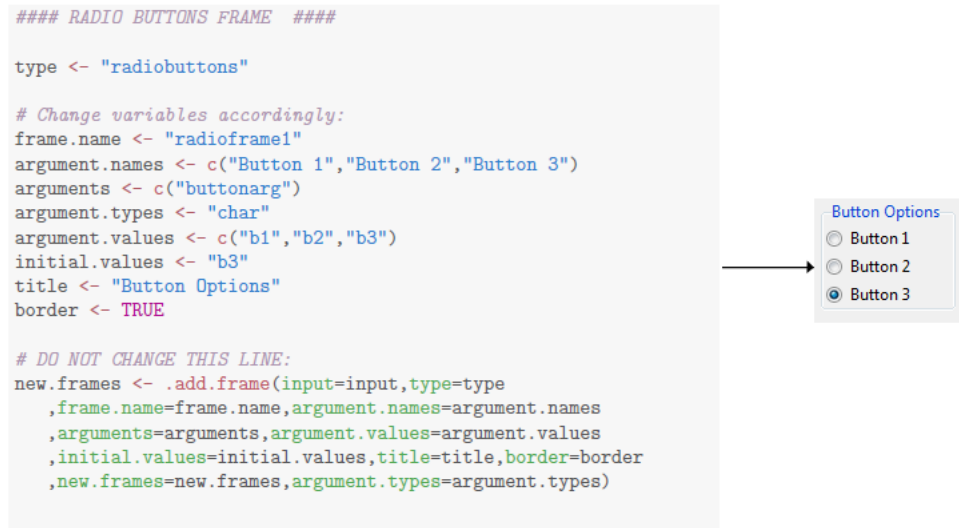 #### RADIO BUTTONS FRAME ####
type <- "radiobuttons"
# Change variables accordingly:
frame.name <- "radioframe1"
argument.names <- c("Button 1","Button 2","Button 3")
arguments <- c("buttonarg")
argument.types <- "char"
argument.values <- c("b1","b2","b3")
initial.values <- "b3"
title <- "Button Options"
border <- TRUE
# DO NOT CHANGE THIS LINE:
new.frames <- .add.frame(input=input,type=type
,frame.name=frame.name,argument.names=argument.names
,arguments=arguments,argument.values=argument.values
,initial.values=initial.values,title=title,border=border
,new.frames=new.frames,argument.types=argument.types)
Button Options
Button 1
Button 2
Button 3